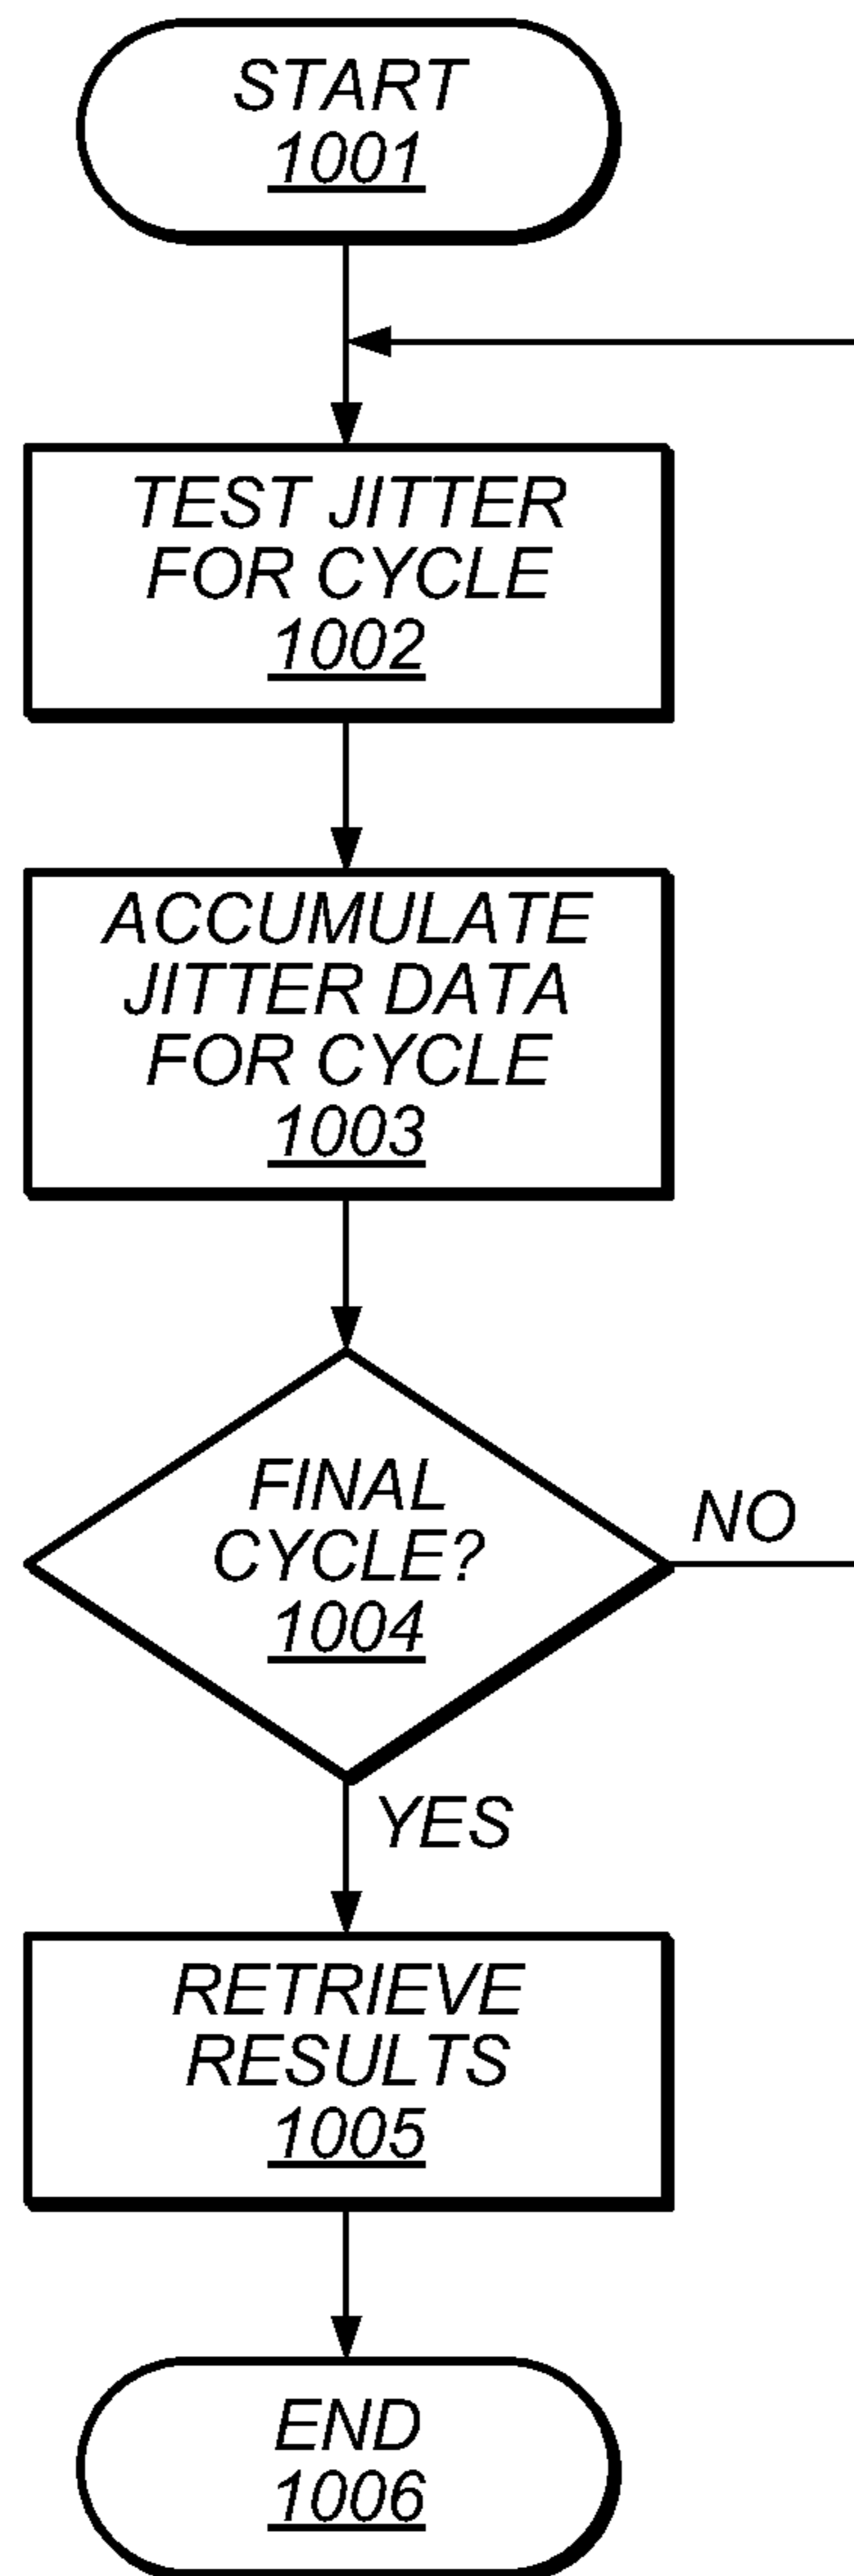 START
1001
TEST JITTER
FOR CYCLE
1002
ACCUMULATE
JITTER DATA
FOR CYCLE
1003
FINAL
CYCLE?
1004
NO
YES
RETRIEVE
RESULTS
1005
END
1006